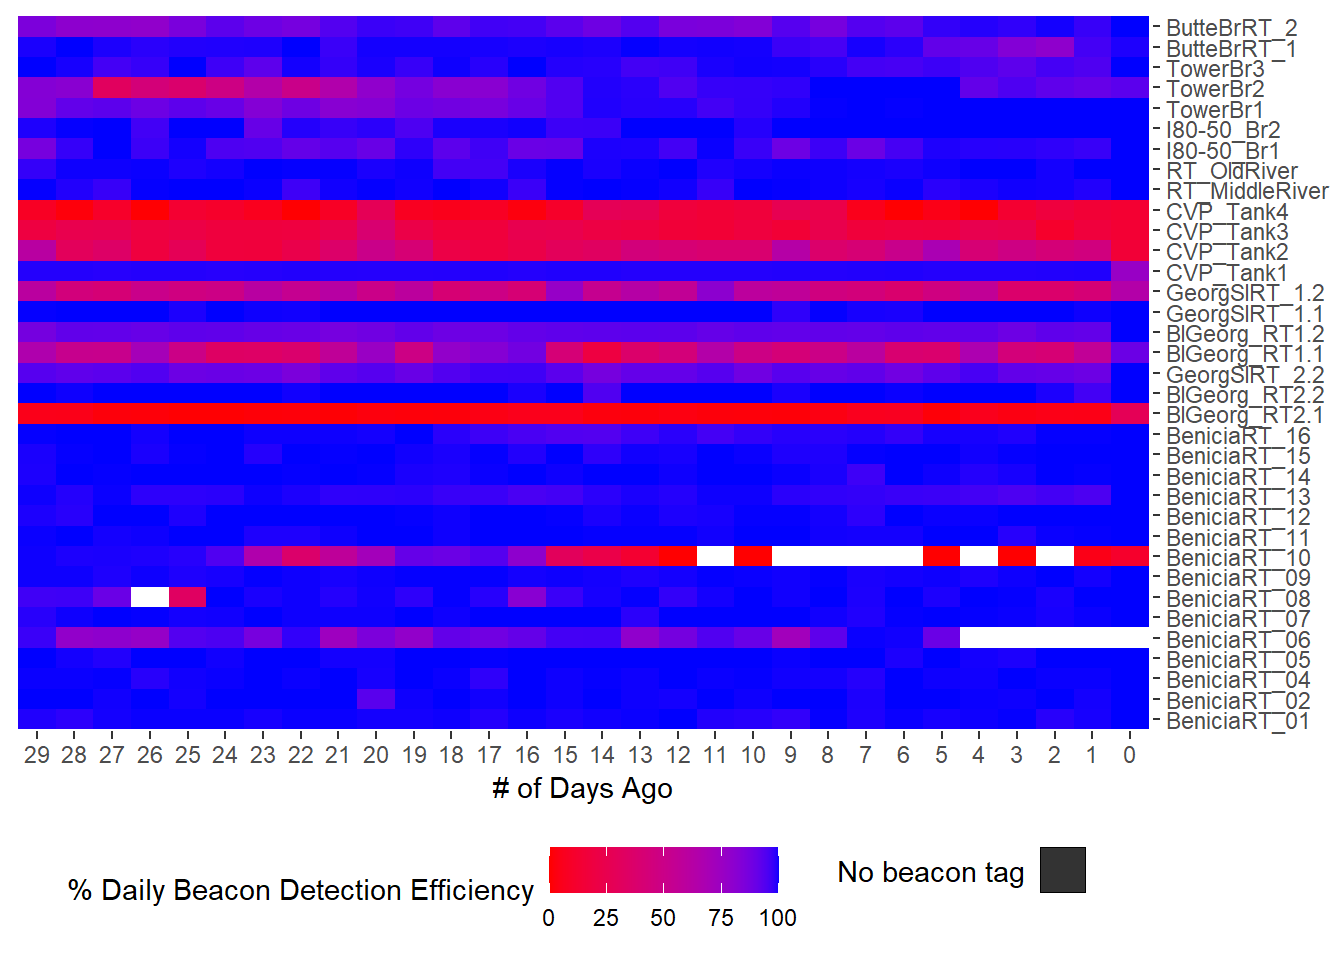 ButteBrRT_2
ButteBrRT_1
TowerBr3
TowerBr2
TowerBr1
I80-50_Br2
I80-50_Br1
RT_OldRiver
RT_MiddleRiver
CVP_Tank4
CVP_Tank3
CVP_Tank2
CVP_Tank1
GeorgSlRT_1.2
GeorgSlRT_1.1
BlGeorg_RT1.2
BlGeorg_RT1.1
GeorgSlRT_2.2
BlGeorg_RT2.2
BlGeorg_RT2.1
BeniciaRT_16
BeniciaRT_15
BeniciaRT_14
BeniciaRT_13
BeniciaRT_12
BeniciaRT_11
BeniciaRT_10
BeniciaRT_09
BeniciaRT_08
BeniciaRT_07
BeniciaRT_06
BeniciaRT_05
BeniciaRT_04
BeniciaRT_02
BeniciaRT_01
29 28 27 26 25 24 23 22 21 20 19 18 17 16 15 14 13 12 11 10 9 8 7 6 5 4 3 2 1 0
# of Days Ago
% Daily Beacon Detection Efficiency
0 25 50 75 100
No beacon tag